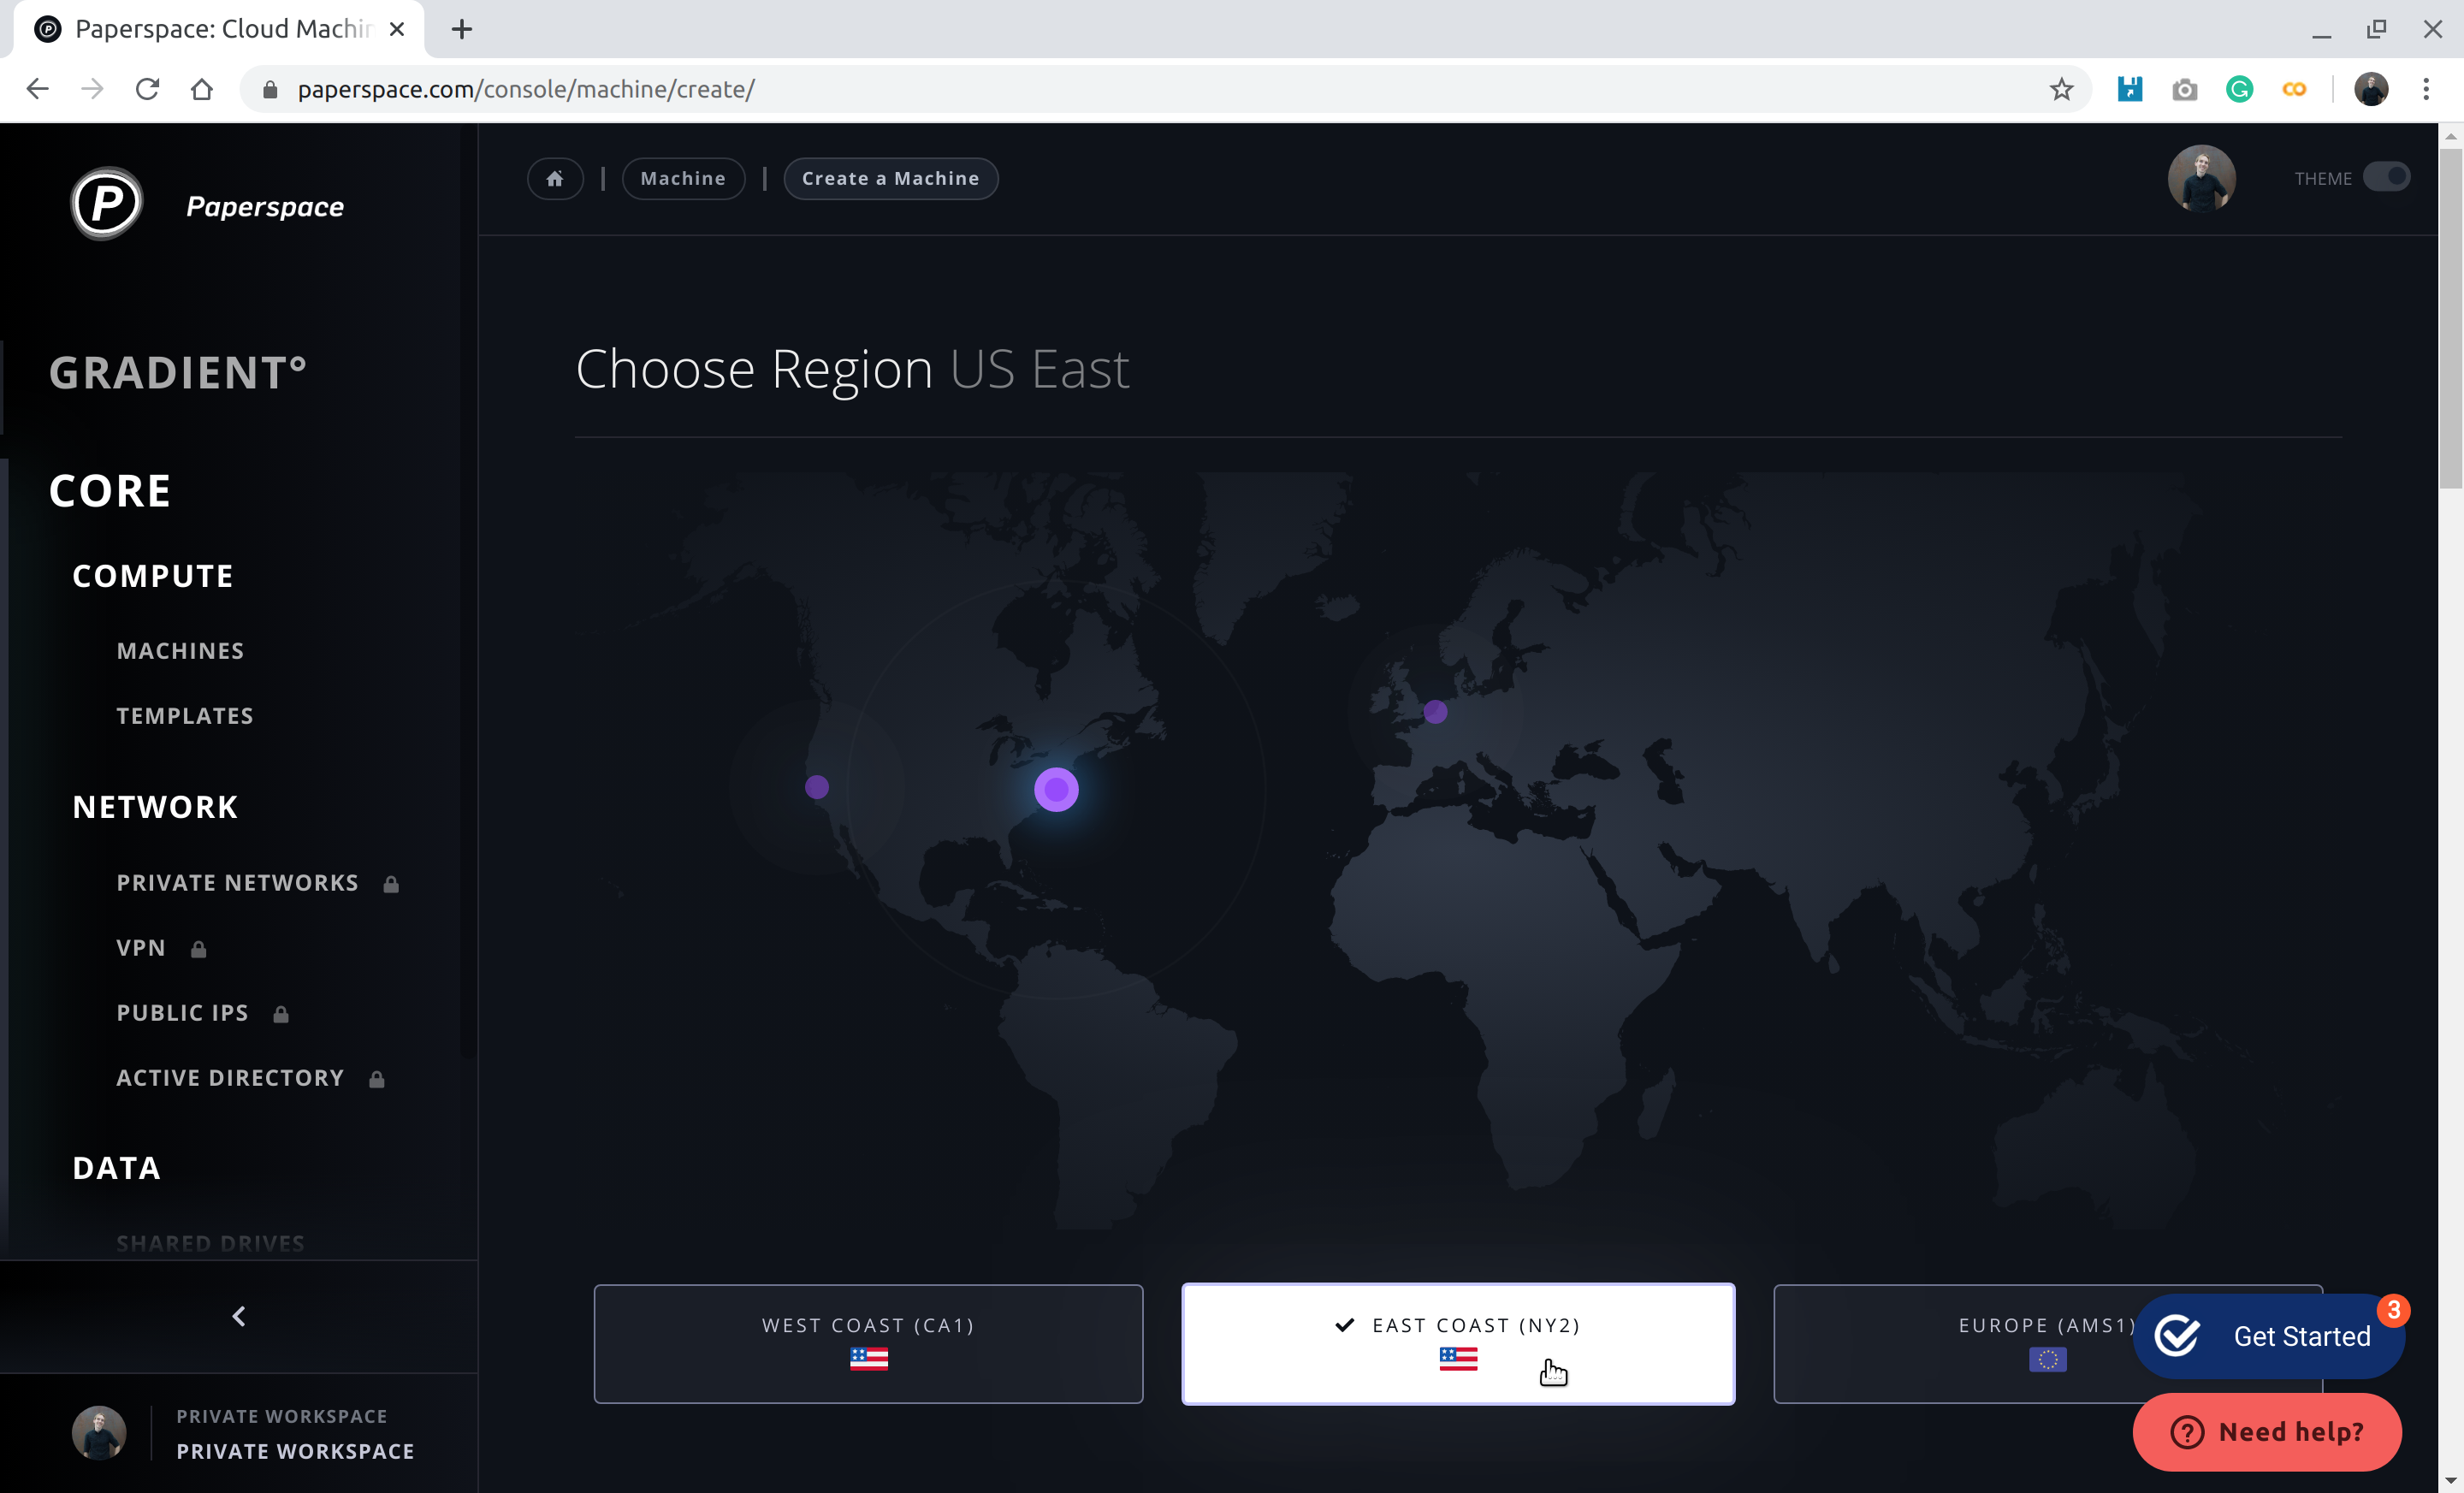 Paperspace: Cloud Machin
paperspace.com/console/machine/create/
Paperspace
Machine
Create a Machine
THEME
GRADIENT°
CORE
COMPUTE
MACHINES
TEMPLATES
NETWORK
PRIVATE NETWORKS
VPN
PUBLIC IPS
ACTIVE DIRECTORY
DATA
SHARED DRIVES
PRIVATE WORKSPACE
PRIVATE WORKSPACE
Choose Region US East
WEST COAST (CA1)
EAST COAST (NY2)
EUROPE (AMS1)
3
Get Started
Need help?